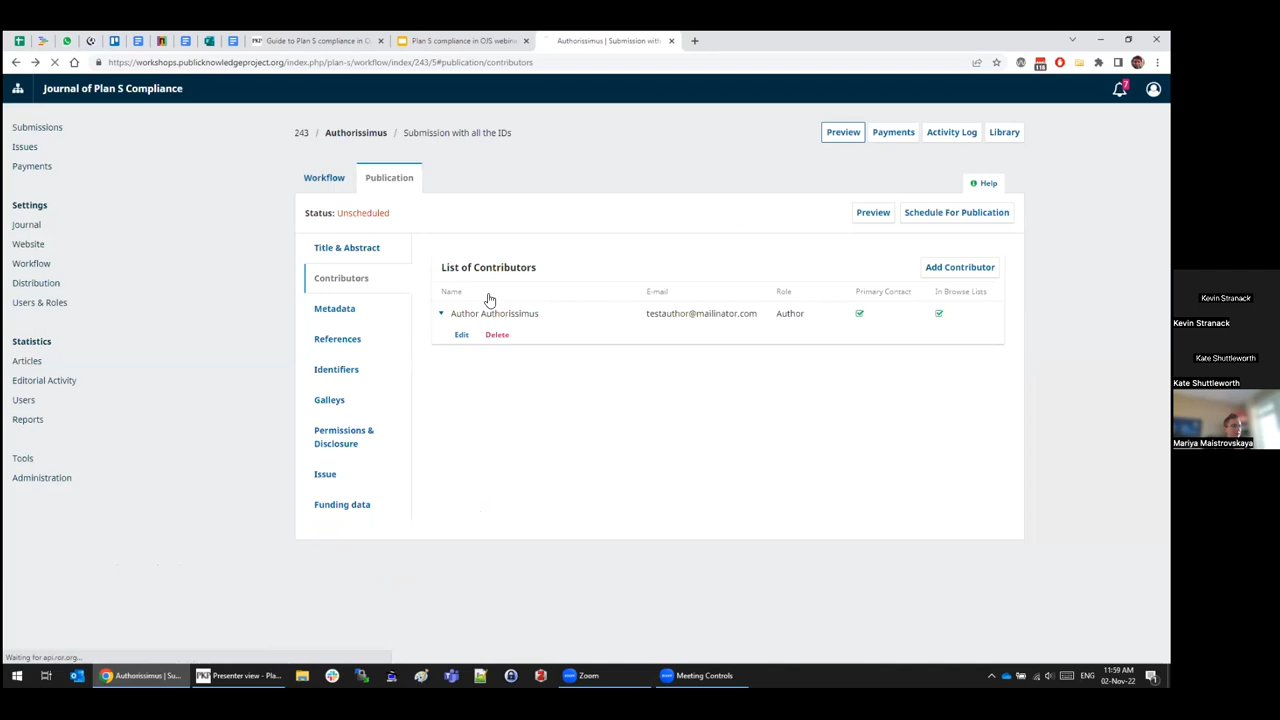 Guide to Plan S compliance in O
Plan S compliance in OJS webina
Authorissimus | Submission with
https://workshops.publicknowledgeproject.org/index.php/plan-s/workflow/index/243/5#publication/contributors
118
Journal of Plan S Compliance
7
Submissions
Issues
Payments
Settings
Journal
Website
Workflow
Distribution
Users & Roles
Statistics
Articles
Editorial Activity
Users
Reports
Tools
Administration
243 / Authorissimus / Submission with all the IDs
Preview
Payments
Activity Log
Library
Workflow
Publication
Help
Status: Unscheduled
Preview
Schedule For Publication
Title & Abstract
Contributors
Metadata
References
Identifiers
Galleys
Permissions &
Disclosure
Issue
Funding data
List of Contributors
Add Contributor
Name E-mail Role Primary Contact In Browse Lists
Author Authorissimus testauthor@mailinator.com Author
Edit Delete
Kevin Stranack
Kevin Stranack
Kate Shuttleworth
Kate Shuttleworth
Mariya Maistrovskaya
Waiting for api.ror.org...
Authorissimus | Su...
PKP
Presenter view - Pla...
Zoom
Meeting Controls
ENG
11:59 AM
02-Nov-22